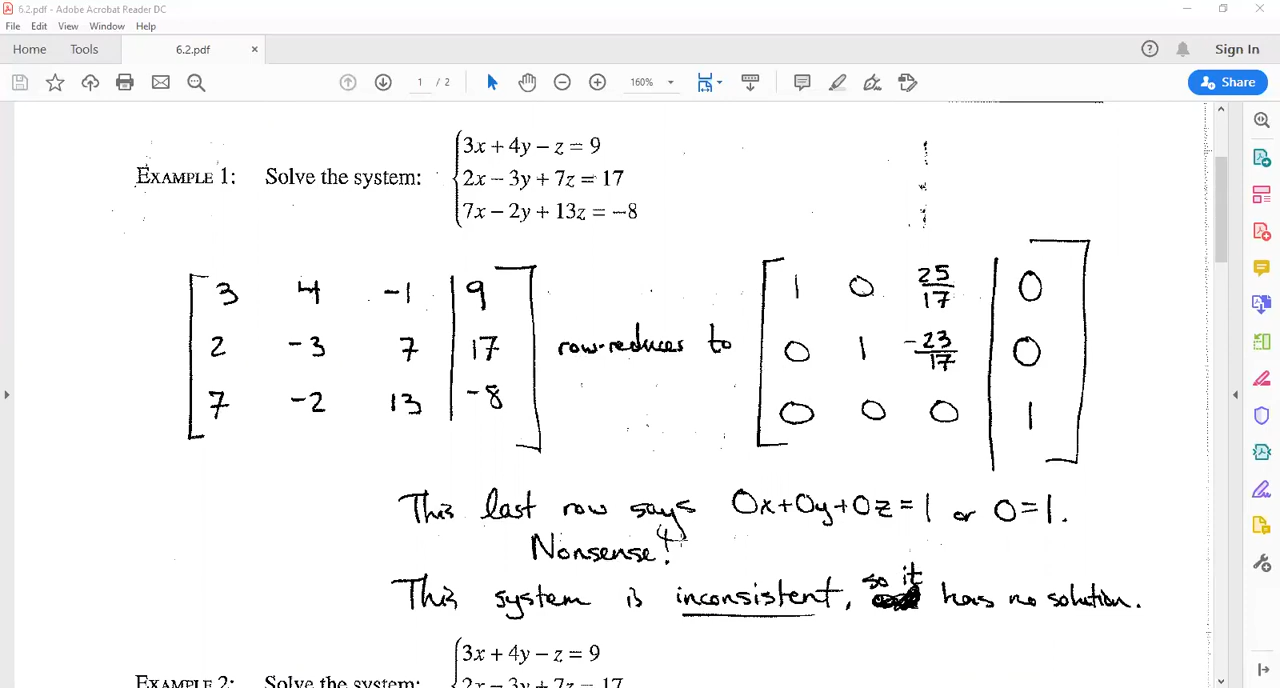 6.2.pdf - Adobe Acrobat Reader DC
File Edit View Window Help
Home Tools 6.2.pdf × Sign In
1 / 2 160% Share
EXAMPLE 1: Solve the system:
3x + 4y − z = 9
2x − 3y + 7z = 17
7x − 2y + 13z = −8
3 4 -1 | 9
2 -3 7 | 17
7 -2 13 | -8
row-reduces to
1 0 25/17 | 0
0 1 -23/17 | 0
0 0 0 | 1
This last row says 0x+0y+0z=1 or 0=1.
Nonsense!
This system is inconsistent, so it has no solution.
EXAMPLE 2: Solve the system:
3x + 4y − z = 9
2x − 3y + 7z = 17